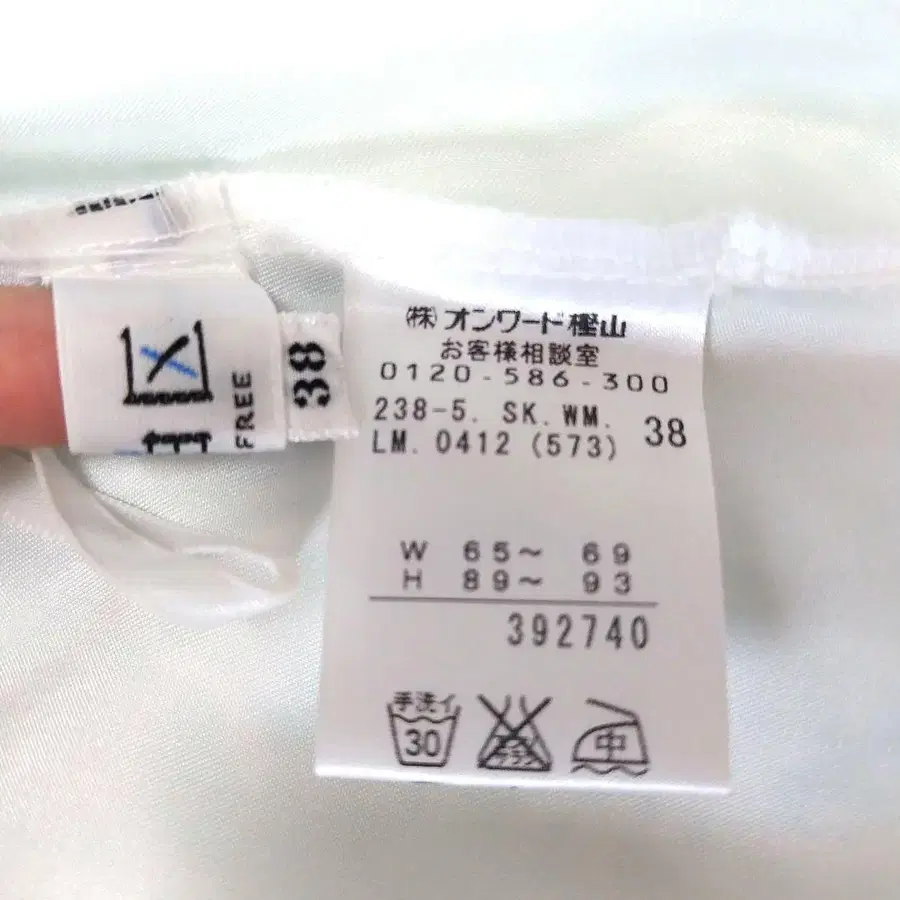 FREE
38
㈱オンワード樫山
お客様相談室
0120-586-300
238-5. SK.WM.
LM. 0412 (573)
38
W 65〜 69
H 89〜 93
392740
手洗イ
30
中